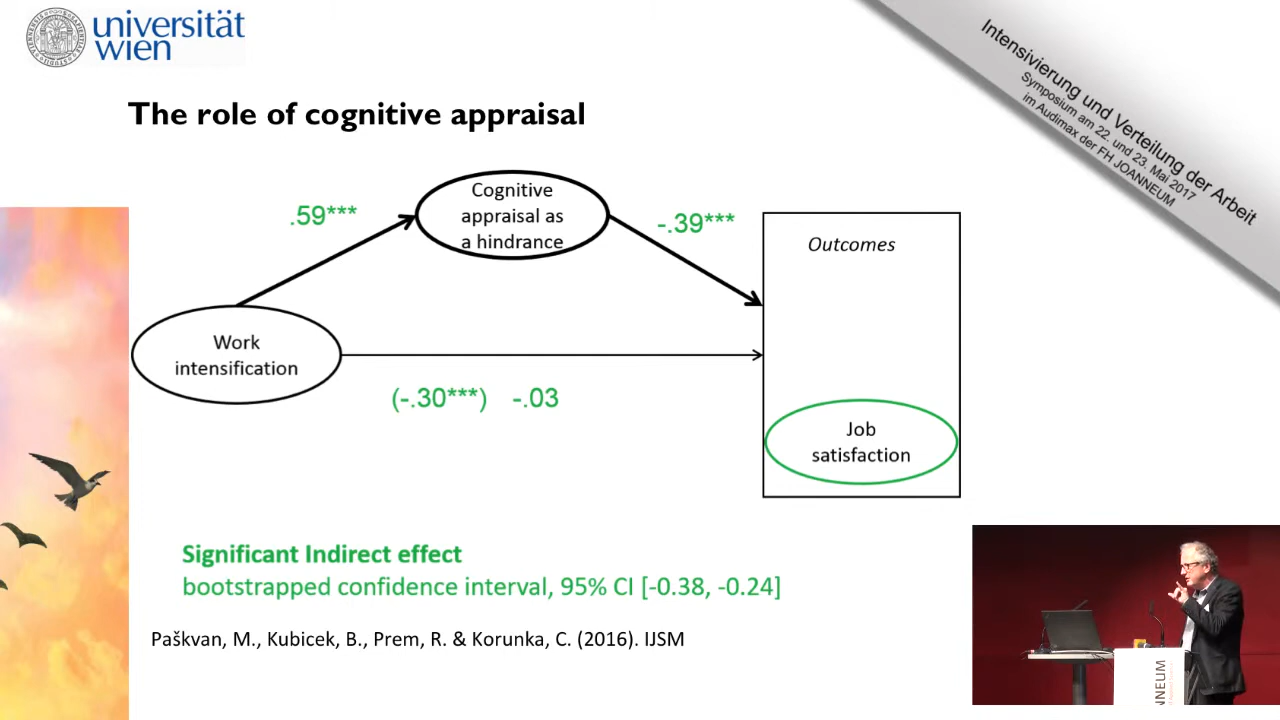 universität
wien
Intensivierung und Verteilung der Arbeit
Symposium am 22. und 23. Mai 2017
im Audimax der FH JOANNEUM
The role of cognitive appraisal
Cognitive
appraisal as
a hindrance
.59***
-.39***
Outcomes
Work
intensification
(-.30***) -.03
Job
satisfaction
Significant Indirect effect
bootstrapped confidence interval, 95% CI [-0.38, -0.24]
Paškvan, M., Kubicek, B., Prem, R. & Korunka, C. (2016). IJSM